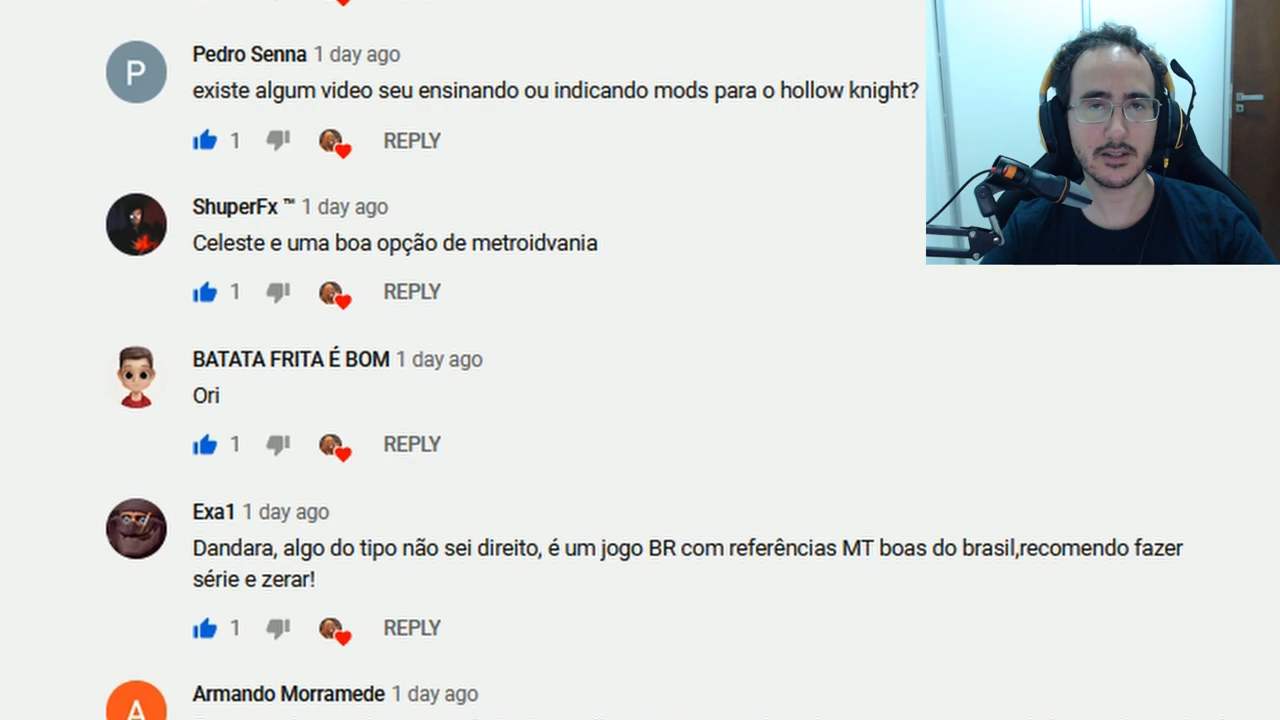 P
Pedro Senna 1 day ago
existe algum video seu ensinando ou indicando mods para o hollow knight?
1 REPLY
ShuperFx ™ 1 day ago
Celeste e uma boa opção de metroidvania
1 REPLY
BATATA FRITA É BOM 1 day ago
Ori
1 REPLY
Exa1 1 day ago
Dandara, algo do tipo não sei direito, é um jogo BR com referências MT boas do brasil,recomendo fazer
série e zerar!
1 REPLY
A
Armando Morramede 1 day ago